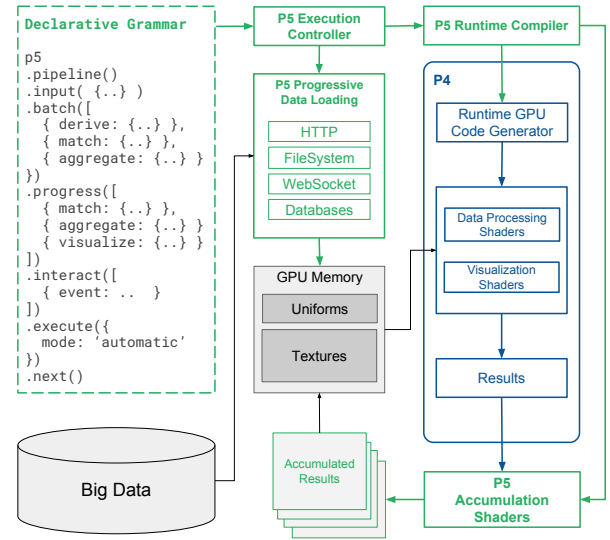 Declarative Grammar
p5
.pipeline()
.input( {..} )
.batch([
{ derive: {..} },
{ match: {..} },
{ aggregate: {..} }
})
.progress([
{ match: {..} },
{ aggregate: {..} }
{ visualize: {..} }
])
.interact([
{ event: .. }
])
.execute({
mode: ‘automatic’
})
.next()
Big Data
P5 Execution
Controller
P5 Progressive
Data Loading
HTTP
FileSystem
WebSocket
Databases
GPU Memory
Uniforms
Textures
Accumulated
Results
P5 Runtime Compiler
P4
Runtime GPU
Code Generator
Data Processing
Shaders
Visualization
Shaders
Results
P5
Accumulation
Shaders